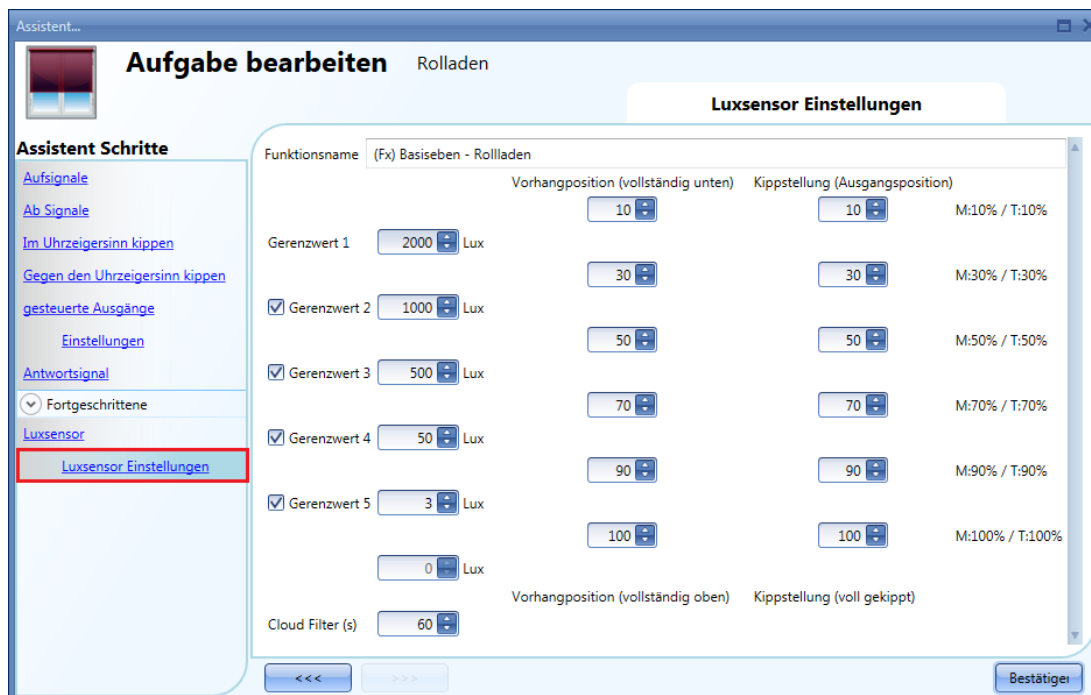 Assistent...
Aufgabe bearbeiten Rolladen
Luxsensor Einstellungen
Assistent Schritte
Aufsignale
Ab Signale
Im Uhrzeigersinn kippen
Gegen den Uhrzeigersinn kippen
gesteuerte Ausgänge
Einstellungen
Antwortsignal
Fortgeschrittene
Luxsensor
Luxsensor Einstellungen
Funktionsname (Fx) Basiseben - Rollladen
Vorhangposition (vollständig unten) Kippstellung (Ausgangsposition)
10 10 M:10% / T:10%
Gerenzwert 1 2000 Lux
30 30 M:30% / T:30%
Gerenzwert 2 1000 Lux
50 50 M:50% / T:50%
Gerenzwert 3 500 Lux
70 70 M:70% / T:70%
Gerenzwert 4 50 Lux
90 90 M:90% / T:90%
Gerenzwert 5 3 Lux
100 100 M:100% / T:100%
0 Lux
Vorhangposition (vollständig oben) Kippstellung (voll gekippt)
Cloud Filter (s) 60
<<< >>> Bestätiger